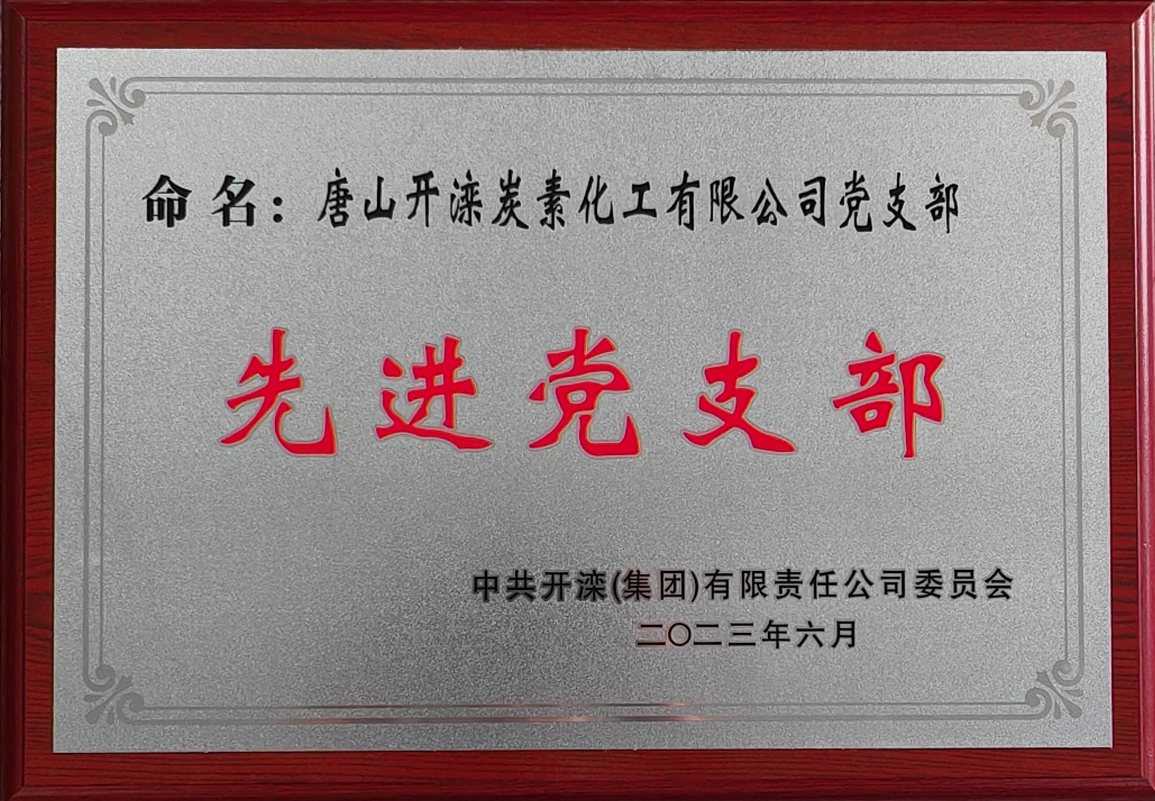 命名：唐山开滦炭素化工有限公司党支部
先进党支部
中共开滦(集团)有限责任公司委员会
二〇二三年六月